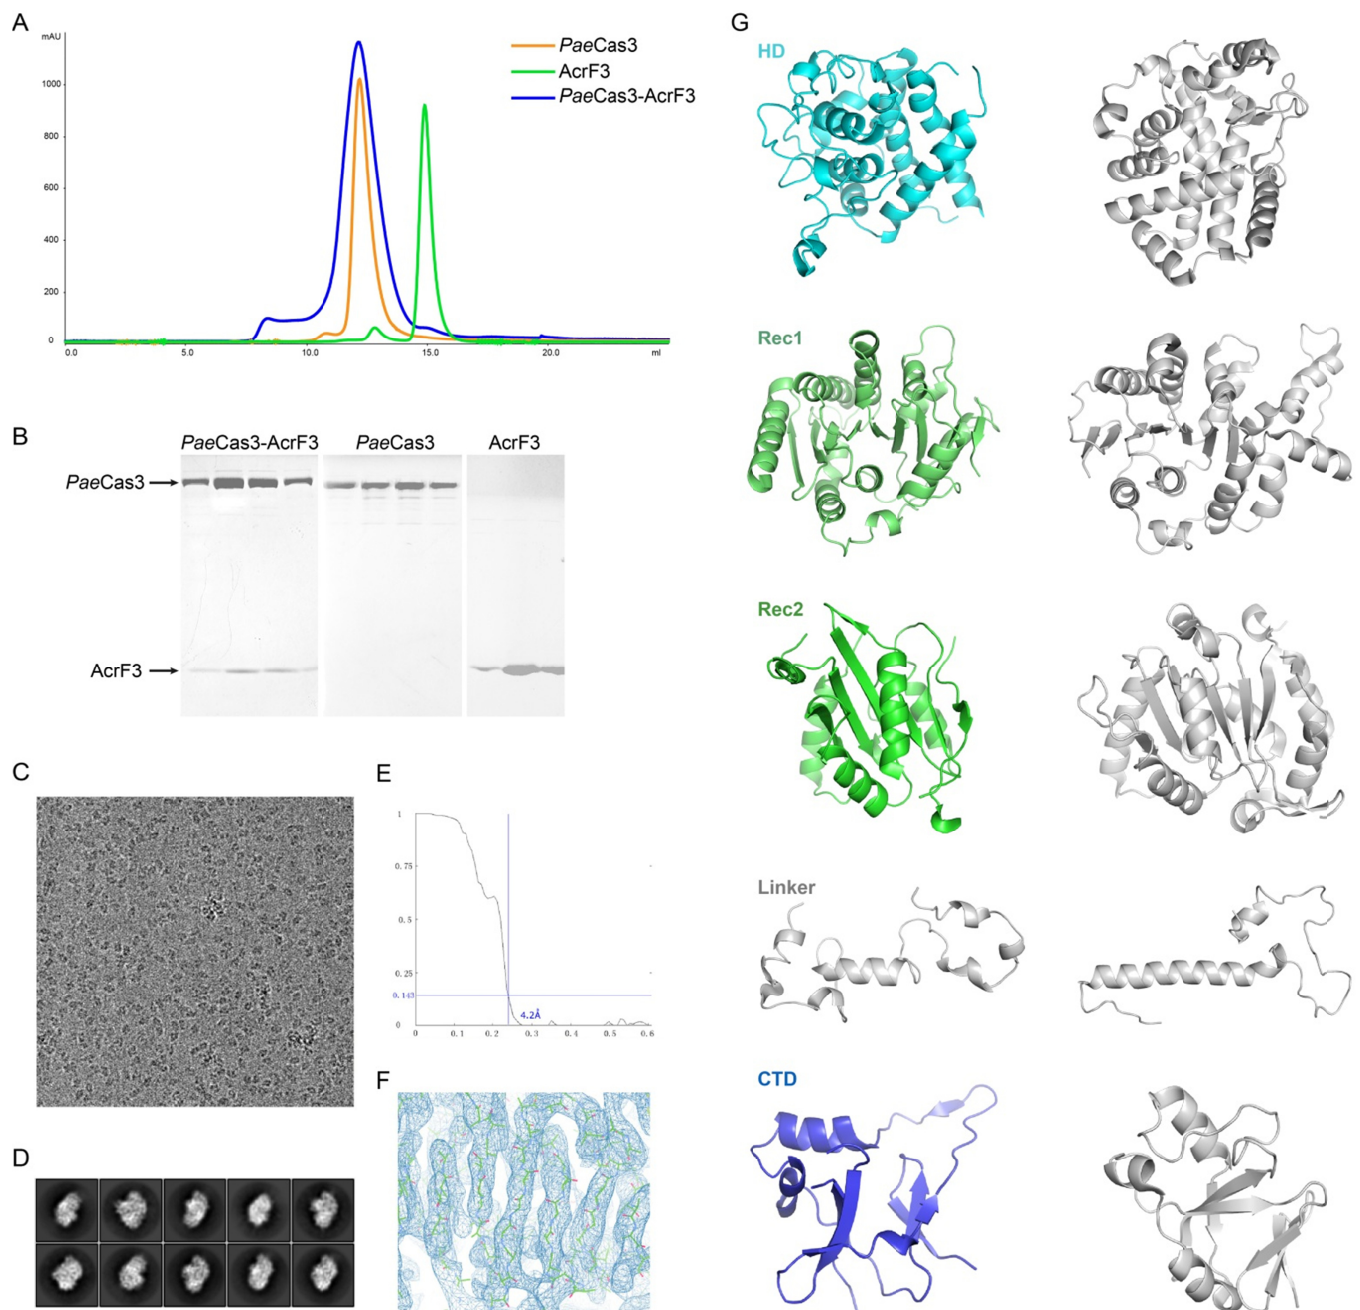 A
mAU
PaeCas3
AcrF3
PaeCas3-AcrF3
1000
800
600
400
200
0
0.0 5.0 10.0 15.0 20.0 ml
B
PaeCas3-AcrF3 PaeCas3 AcrF3
PaeCas3
AcrF3
C
D
E
1
0.75
0.5
0.25
0.143
0
4.2Å
0 0.1 0.2 0.3 0.4 0.5 0.6
F
G
HD
Rec1
Rec2
Linker
CTD